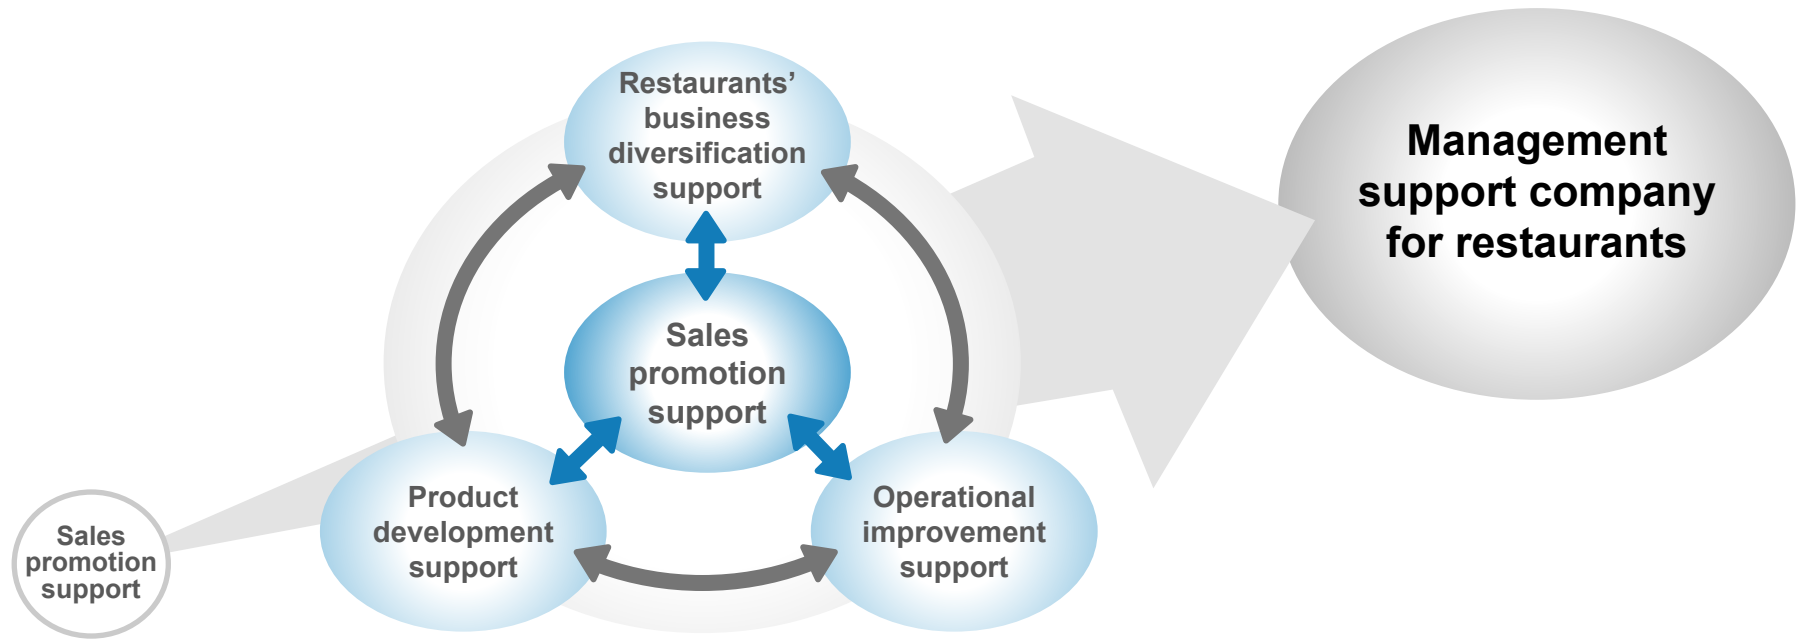 Restaurants’
business
diversification
support
Sales
promotion
support
Product
development
support
Operational
improvement
support
Sales
promotion
support
Management
support company
for restaurants